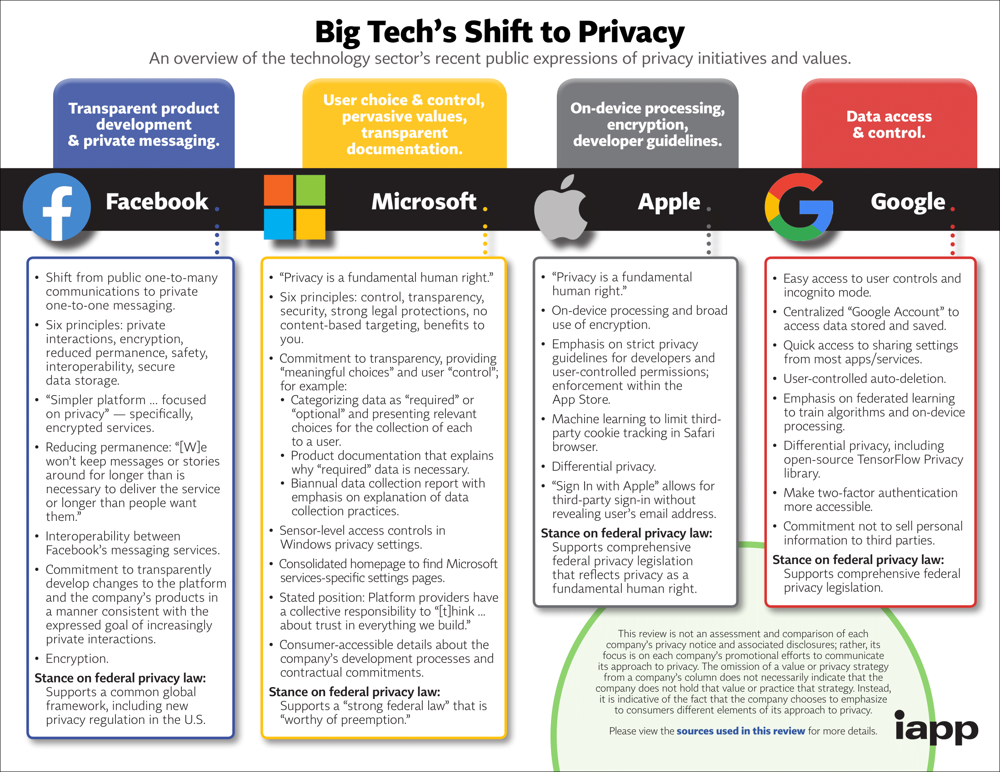 Big Tech’s Shift to Privacy
An overview of the technology sector’s recent public expressions of privacy initiatives and values.
Transparent product
development
& private messaging.
Facebook
• Shift from public one-to-many
communications to private
one-to-one messaging.
• Six principles: private
interactions, encryption,
reduced permanence, safety,
interoperability, secure
data storage.
• “Simpler platform ... focused
on privacy” — specifically,
encrypted services.
• Reducing permanence: “[W]e
won’t keep messages or stories
around for longer than is
necessary to deliver the service
or longer than people want
them.”
• Interoperability between
Facebook’s messaging services.
• Commitment to transparently
develop changes to the platform
and the company’s products in
a manner consistent with the
expressed goal of increasingly
private interactions.
• Encryption.
Stance on federal privacy law:
Supports a common global
framework, including new
privacy regulation in the U.S.
User choice & control,
pervasive values,
transparent
documentation.
Microsoft
• “Privacy is a fundamental human right.”
• Six principles: control, transparency,
security, strong legal protections, no
content-based targeting, benefits to
you.
• Commitment to transparency, providing
“meaningful choices” and user “control”;
for example:
• Categorizing data as “required” or
“optional” and presenting relevant
choices for the collection of each
to a user.
• Product documentation that explains
why “required” data is necessary.
• Biannual data collection report with
emphasis on explanation of data
collection practices.
• Sensor-level access controls in
Windows privacy settings.
• Consolidated homepage to find Microsoft
services-specific settings pages.
• Stated position: Platform providers have
a collective responsibility to “[t]hink ...
about trust in everything we build.”
• Consumer-accessible details about the
company’s development processes and
contractual commitments.
Stance on federal privacy law:
Supports a “strong federal law” that is
“worthy of preemption.”
On-device processing,
encryption,
developer guidelines.
Apple
• “Privacy is a fundamental
human right.”
• On-device processing and broad
use of encryption.
• Emphasis on strict privacy
guidelines for developers and
user-controlled permissions;
enforcement within the
App Store.
• Machine learning to limit third-
party cookie tracking in Safari
browser.
• Differential privacy.
• “Sign In with Apple” allows for
third-party sign-in without
revealing user’s email address.
Stance on federal privacy law:
Supports comprehensive
federal privacy legislation
that reflects privacy as a
fundamental human right.
Data access
& control.
Google
• Easy access to user controls and
incognito mode.
• Centralized “Google Account” to
access data stored and saved.
• Quick access to sharing settings
from most apps/services.
• User-controlled auto-deletion.
• Emphasis on federated learning
to train algorithms and on-device
processing.
• Differential privacy, including
open-source TensorFlow Privacy
library.
• Make two-factor authentication
more accessible.
• Commitment not to sell personal
information to third parties.
Stance on federal privacy law:
Supports comprehensive federal
privacy legislation.
This review is not an assessment and comparison of each
company’s privacy notice and associated disclosures; rather, its
focus is on each company’s promotional efforts to communicate
its approach to privacy. The omission of a value or privacy strategy
from a company’s column does not necessarily indicate that the
company does not hold that value or practice that strategy. Instead,
it is indicative of the fact that the company chooses to emphasize
to consumers different elements of its approach to privacy.
Please view the sources used in this review for more details.
iapp